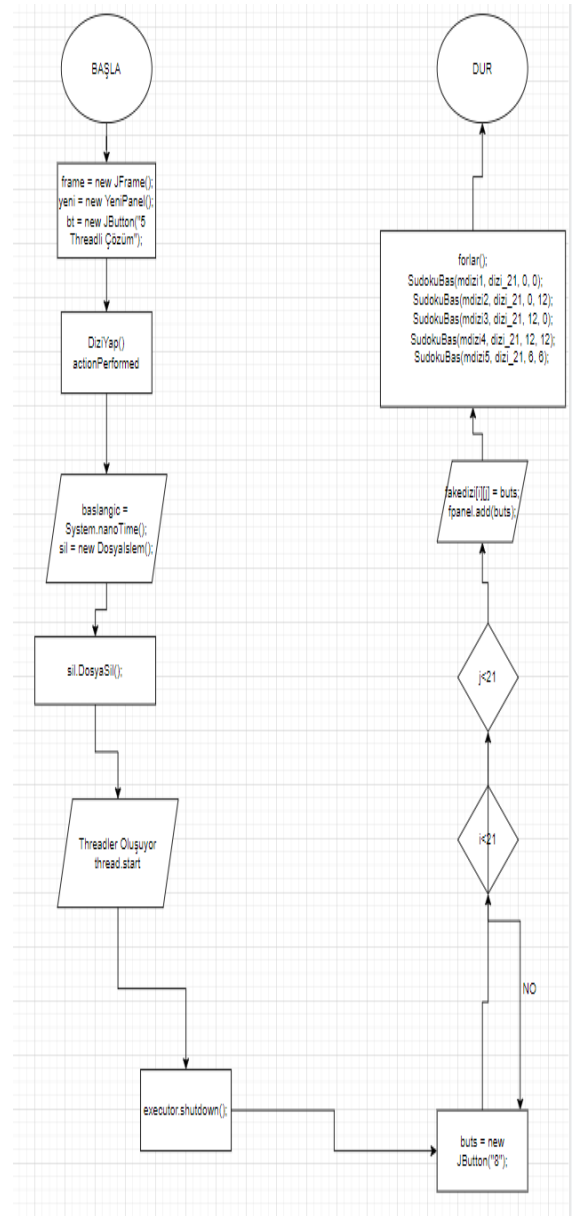 BAŞLA
frame = new JFrame();
yeni = new YeniPanel();
bt = new JButton("5
Threadli Çözüm");
DiziYap()
actionPerformed
baslangic =
System.nanoTime();
sil = new DosyaIslem();
sil.DosyaSil();
Threadler Oluşuyor
thread.start
executor.shutdown();
buts = new
JButton("8");
NO
i<21
j<21
fakedizi[i][j] = buts;
fpanel.add(buts);
forlar();
SudokuBas(mdizi1, dizi_21, 0, 0);
SudokuBas(mdizi2, dizi_21, 0, 12);
SudokuBas(mdizi3, dizi_21, 12, 0);
SudokuBas(mdizi4, dizi_21, 12, 12);
SudokuBas(mdizi5, dizi_21, 6, 6);
DUR